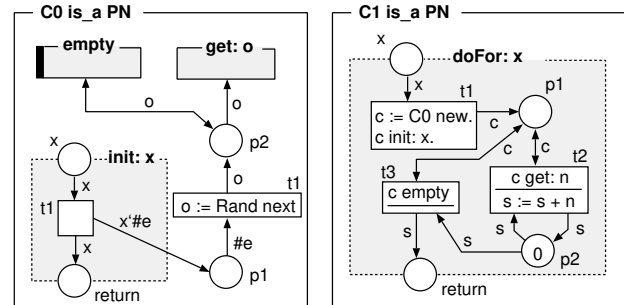 C0 is_a PN
empty
get: o
o
o
p2
x
init: x
o
x
t1
t1
x‘#e
o := Rand next
x
#e
p1
return
C1 is_a PN
x
doFor: x
x
p1
t1
c := C0 new.
c init: x.
c
c
c
t3
t2
c empty
c get: n
s := s + n
s
s
s
s
0
p2
return